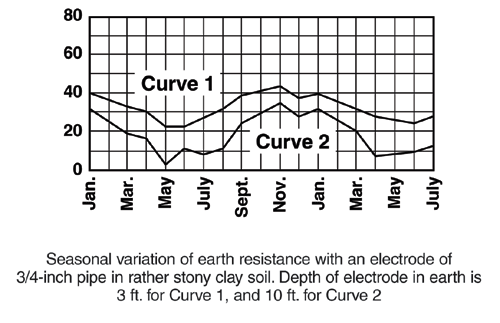 80
60
40
20
0
Curve 1
Curve 2
Jan.
Mar.
May
July
Sept.
Nov.
Jan.
Mar.
May
July
Seasonal variation of earth resistance with an electrode of
3/4-inch pipe in rather stony clay soil. Depth of electrode in earth is
3 ft. for Curve 1, and 10 ft. for Curve 2